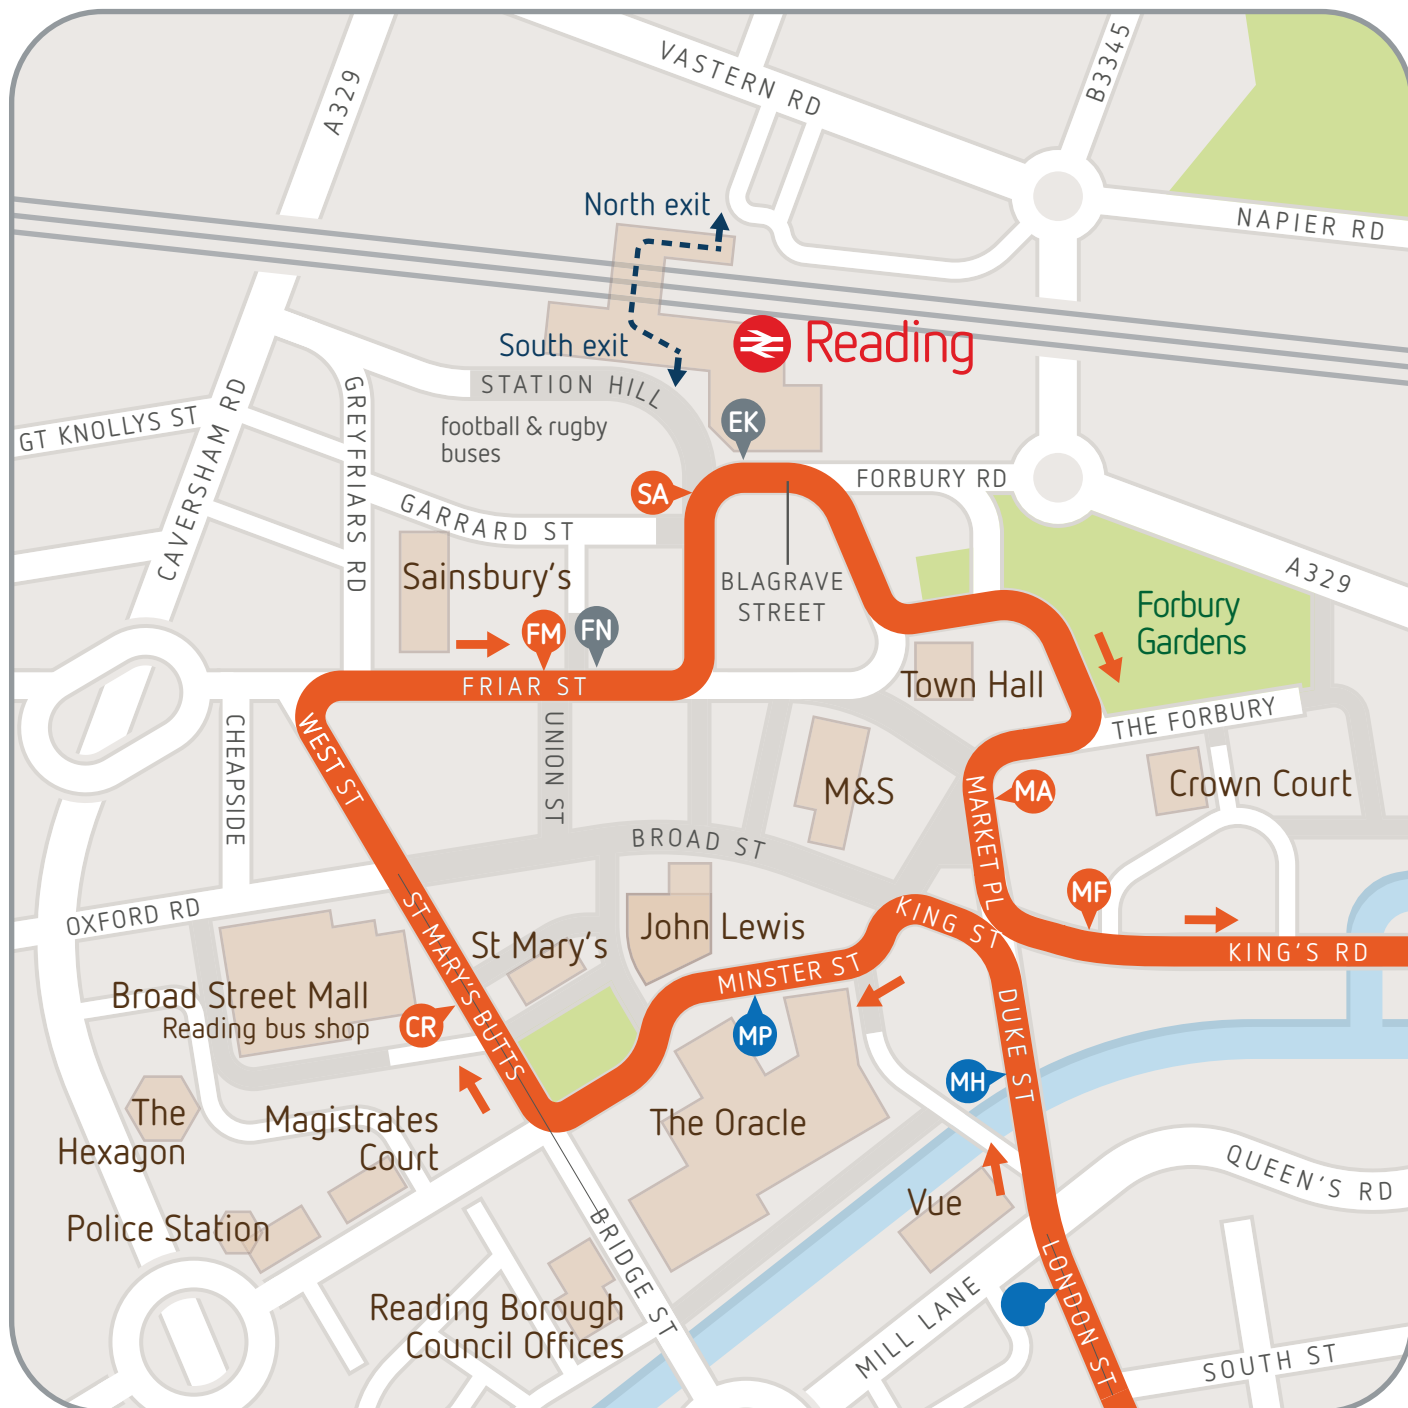 VASTERN RD
B3345
A329
NAPIER RD
North exit
South exit
Reading
STATION HILL
football & rugby
buses
GT KNOLLYS ST
CAVERSHAM RD
GREYFRIARS RD
EK
SA
FORBURY RD
GARRARD ST
A329
Sainsbury's
BLAGRAVE
STREET
Forbury
Gardens
FM
FN
FRIAR ST
Town Hall
THE FORBURY
WEST ST
CHEAPSIDE
UNION ST
M&S
MARKET PL
MA
Crown Court
BROAD ST
OXFORD RD
MF
KING'S RD
ST MARY'S BUTTS
St Mary's
John Lewis
KING ST
MINSTER ST
Broad Street Mall
Reading bus shop
CR
MP
DUKE ST
MH
The
Hexagon
Magistrates
Court
The Oracle
QUEEN'S RD
Police Station
Vue
BRIDGE ST
LONDON ST
Reading Borough
Council Offices
MILL LANE
SOUTH ST